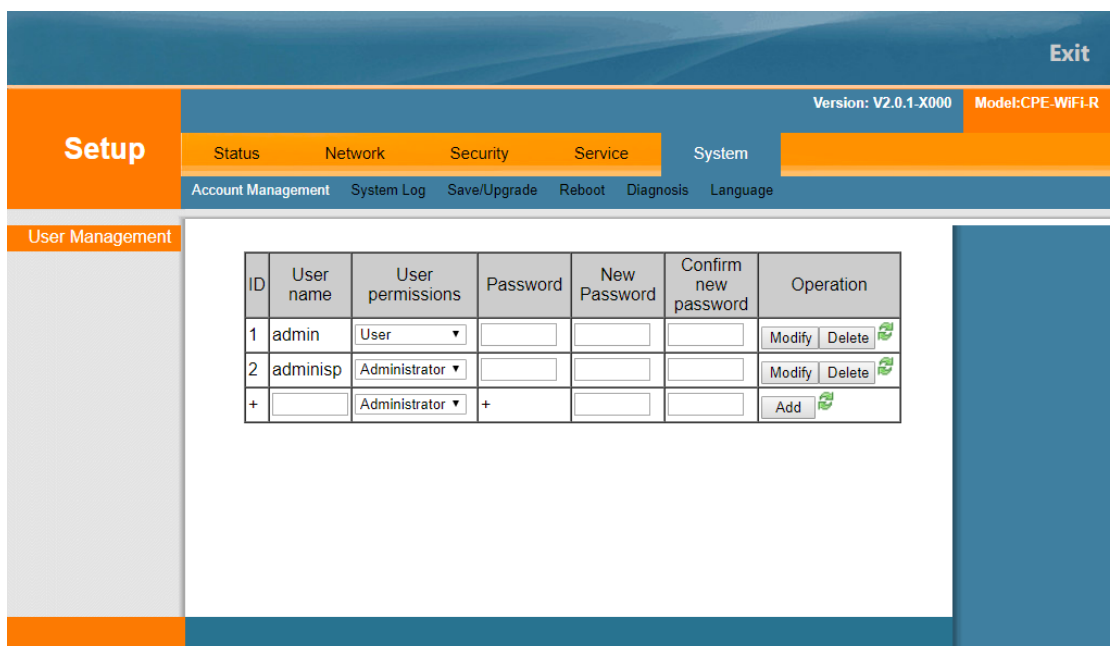 Exit
Version: V2.0.1-X000 Model:CPE-WiFi-R
Setup
Status Network Security Service System
Account Management System Log Save/Upgrade Reboot Diagnosis Language
User Management
ID User name User permissions Password New Password Confirm new password Operation
1 admin User Modify Delete
2 adminisp Administrator Modify Delete
+ Administrator + Add